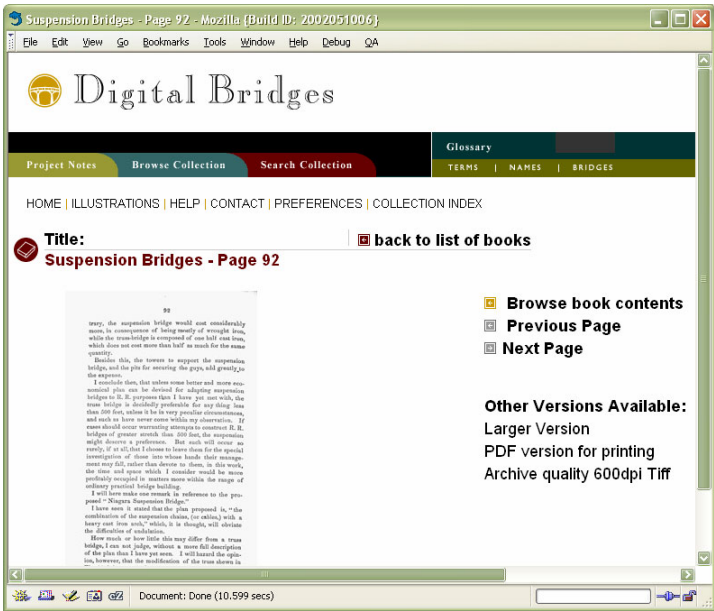 Suspension Bridges - Page 92 - Mozilla {Build ID: 2002051006}
File Edit View Go Bookmarks Tools Window Help Debug QA
Digital Bridges
Glossary
Project Notes Browse Collection Search Collection
TERMS | NAMES | BRIDGES
HOME | ILLUSTRATIONS | HELP | CONTACT | PREFERENCES | COLLECTION INDEX
Title:
back to list of books
Suspension Bridges - Page 92
Browse book contents
Previous Page
Next Page
Other Versions Available:
Larger Version
PDF version for printing
Archive quality 600dpi Tiff
92
trary, the suspension bridge would cost considerably
more, in consequence of being mostly of wrought iron,
while the truss-bridge is composed of one half cast iron,
which does not cost more than half as much for the same
quantity.
Besides this, the towers to support the suspension
bridge, and the pits for securing the guys, add greatly to
the expence.
I conclude then, that unless some better and more eco-
nomical plan can be devised for adapting suspension
bridges to R. R. purposes than I have yet met with, the
truss bridge is decidedly preferable for any thing less
than 500 feet, unless it be in very peculiar circumstances,
and such as have never come within my observation. If
cases should occur warranting attempts to construct R. R.
bridges of greater stretch than 500 feet, the suspension
might deserve a preference. But such will occur so
rarely, if at all, that I choose to leave them for the special
investigation of those into whose hands their manage-
ment may fall, rather than devote to them, in this work,
the time and space which I consider would be more
profitably occupied in matters more within the range of
ordinary practical bridge building.
I will here make one remark in reference to the pro-
posed "Niagara Suspension Bridge."
I have seen it stated that the plan proposed is, "the
combination of the suspension chains, (or cables,) with a
heavy cast iron arch," which, it is thought, will obviate
the difficulties of undulation.
How much or how little this may differ from a truss
bridge, I can not judge, without a more full description
of the plan than I have yet seen. I will hazard the opin-
ion, however, that the modification of the truss shewn in
Document: Done (10.599 secs)